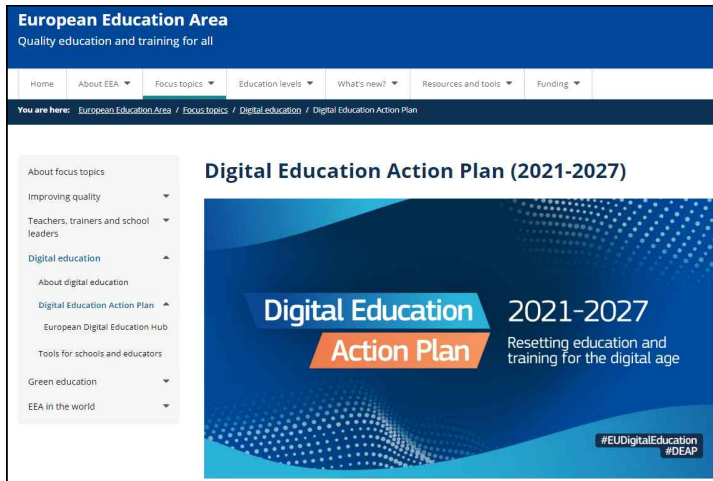 European Education Area
Quality education and training for all
Home About EEA Focus topics Education levels What's new? Resources and tools Funding
You are here: European Education Area / Focus topics / Digital education / Digital Education Action Plan
About focus topics
Improving quality
Teachers, trainers and school
leaders
Digital education
About digital education
Digital Education Action Plan
European Digital Education Hub
Tools for schools and educators
Green education
EEA in the world
Digital Education Action Plan (2021-2027)
Digital Education
Action Plan
2021-2027
Resetting education and
training for the digital age
#EUDigitalEducation
#DEAP